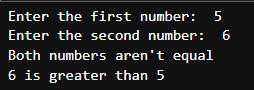 Enter the first number:  5
Enter the second number:  6
Both numbers aren't equal
6 is greater than 5